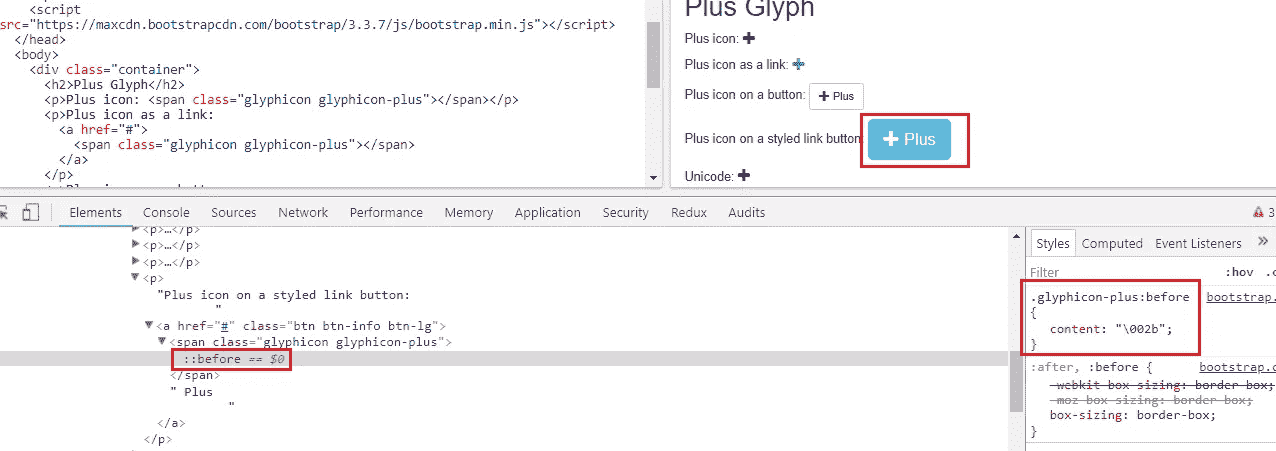 <script
src="https://maxcdn.bootstrapcdn.com/bootstrap/3.3.7/js/bootstrap.min.js"></script>
</head>
<body>
<div class="container">
<h2>Plus Glyph</h2>
<p>Plus icon: <span class="glyphicon glyphicon-plus"></span></p>
<p>Plus icon as a link:
<a href="#">
<span class="glyphicon glyphicon-plus"></span>
</a>
</p>
Plus Glyph
Plus icon:
Plus icon as a link:
Plus icon on a button: Plus
Plus icon on a styled link button Plus
Unicode:
Elements Console Sources Network Performance Memory Application Security Redux Audits 3
<p>…</p>
<p>…</p>
<p>…</p>
<p>
"Plus icon on a styled link button:
"
<a href="#" class="btn btn-info btn-lg">
<span class="glyphicon glyphicon-plus">
::before == $0
</span>
" Plus
"
</a>
</p>
Styles Computed Event Listeners »
Filter :hov .c
.glyphicon-plus:before bootstrap.
{
content: "\002b";
}
:after, :before { bootstrap.c
-webkit-box-sizing: border-box;
-moz-box-sizing: border-box;
box-sizing: border-box;
}